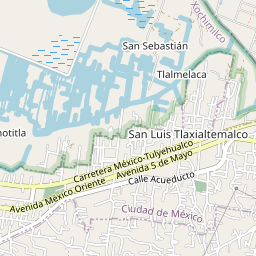 Xochimilco
San Sebastián
Tlalmelaca
notitla
San Luis Tlaxialtemalco
Carretera México-Tulyehualco
Avenida México Oriente
Avenida 5 de Mayo
Calle Acueducto
Ciudad de México